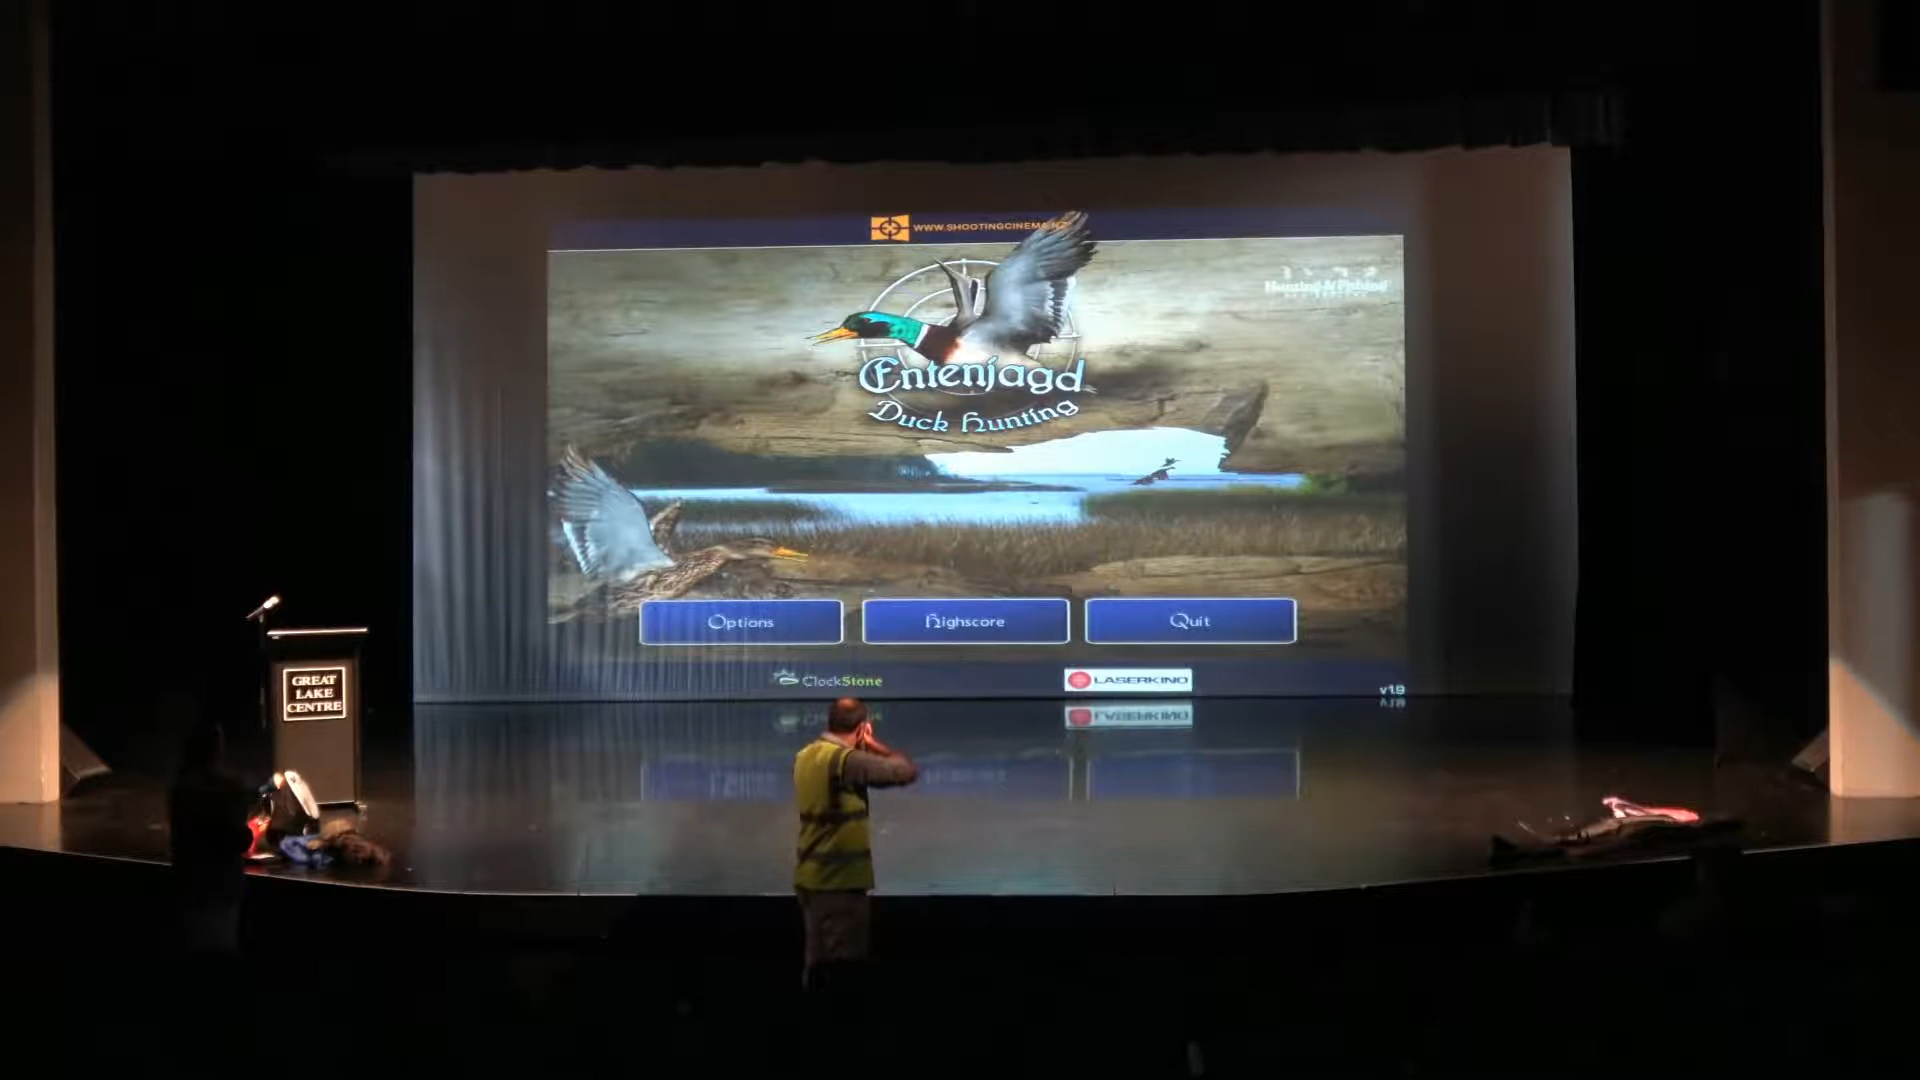 WWW.SHOOTINGCINEMA.NZ
Hunting & Fishing
Entenjagd
Duck Hunting
Options
Highscore
Quit
ClockStone
LASERKINO
v1.9
GREAT
LAKE
CENTRE